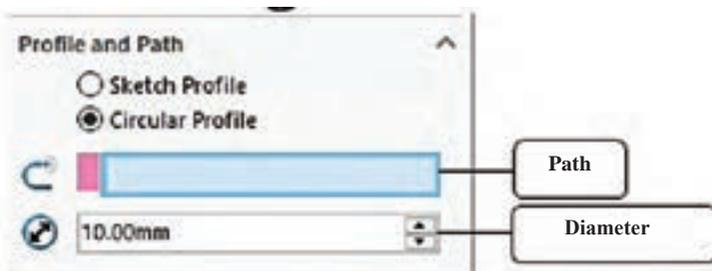 Profile and Path
Sketch Profile
Circular Profile
Path
10.00mm
Diameter